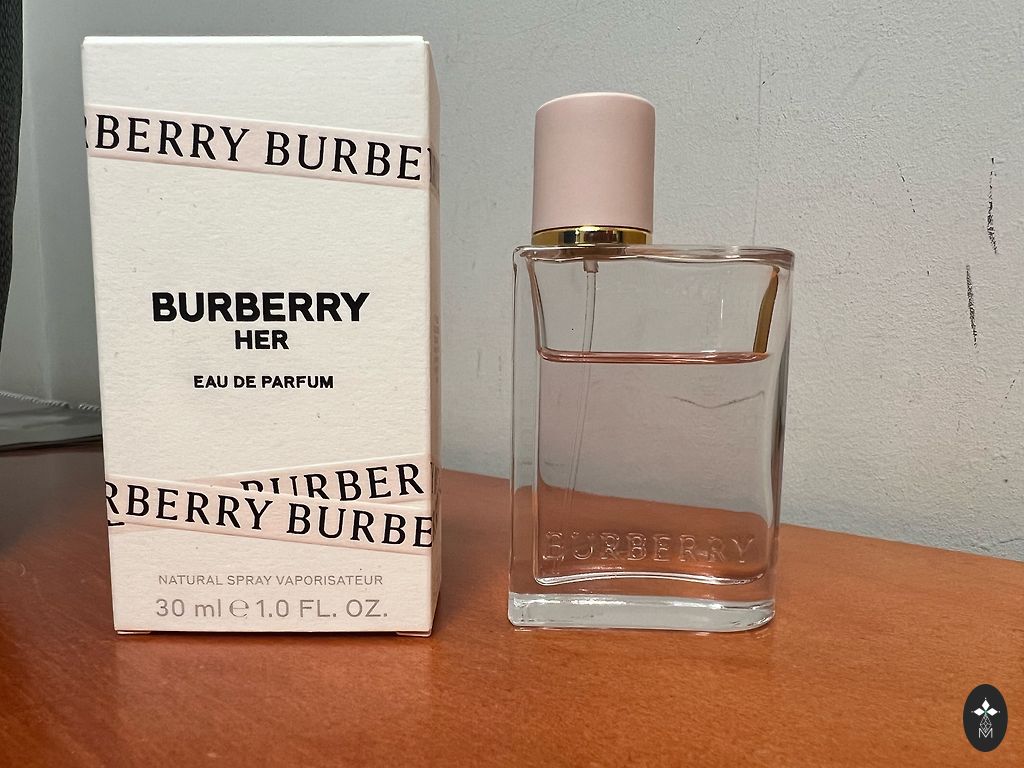 RBERRY BURBE
BURBERRY
HER
EAU DE PARFUM
BURBER
RBERRY BURBE
NATURAL SPRAY VAPORISATEUR
30 ml e 1.0 FL. OZ.
BURBERRY
M